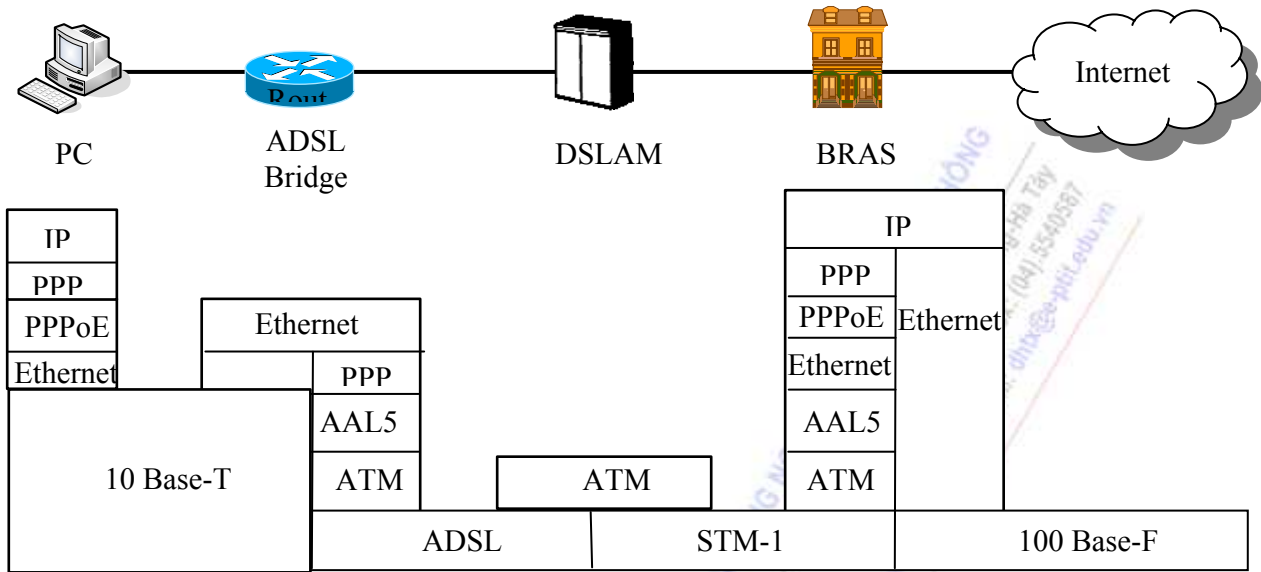 Internet
Rout
PC
ADSL
Bridge
DSLAM
BRAS
IP
PPP
PPPoE
Ethernet
10 Base-T
Ethernet
PPP
AAL5
ATM
ATM
IP
PPP
PPPoE
Ethernet
AAL5
ATM
Ethernet
ADSL
STM-1
100 Base-F